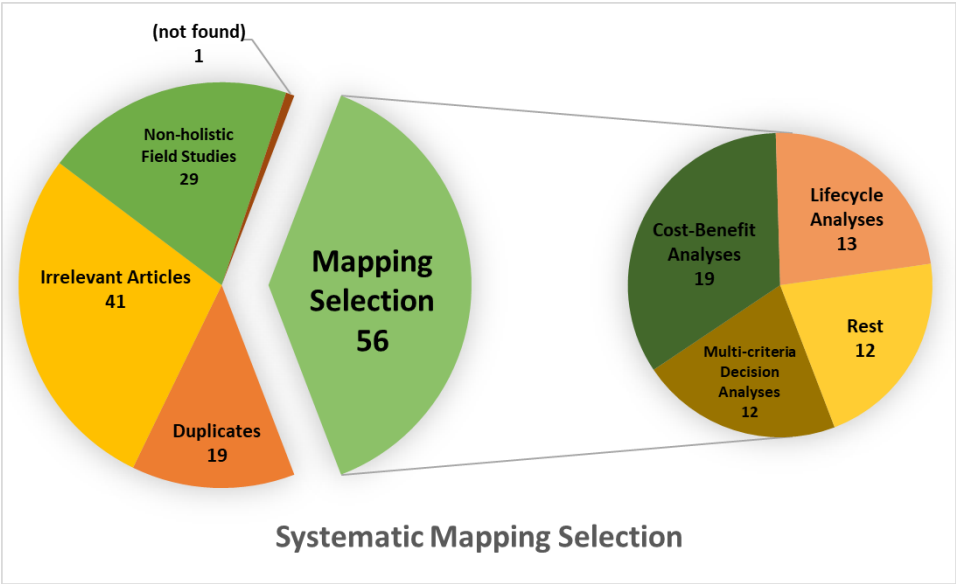 (not found)
1
Non-holistic
Field Studies
29
Irrelevant Articles
41
Duplicates
19
Mapping
Selection
56
Cost-Benefit
Analyses
19
Lifecycle
Analyses
13
Rest
12
Multi-criteria
Decision
Analyses
12
Systematic Mapping Selection